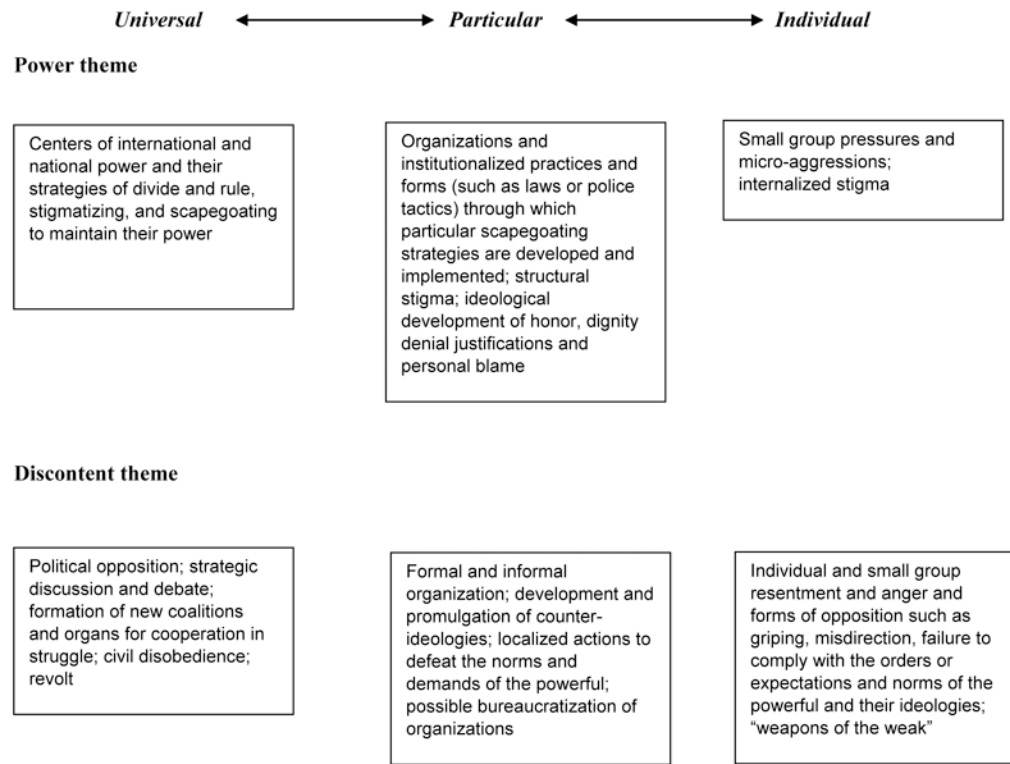 Universal Particular Individual
Power theme
Centers of international and
national power and their
strategies of divide and rule,
stigmatizing, and scapegoating
to maintain their power
Organizations and
institutionalized practices and
forms (such as laws or police
tactics) through which
particular scapegoating
strategies are developed and
implemented; structural
stigma; ideological
development of honor, dignity
denial justifications and
personal blame
Small group pressures and
micro-aggressions;
internalized stigma
Discontent theme
Political opposition; strategic
discussion and debate;
formation of new coalitions
and organs for cooperation in
struggle; civil disobedience;
revolt
Formal and informal
organization; development and
promulgation of counter-
ideologies; localized actions to
defeat the norms and
demands of the powerful;
possible bureaucratization of
organizations
Individual and small group
resentment and anger and
forms of opposition such as
griping, misdirection, failure to
comply with the orders or
expectations and norms of the
powerful and their ideologies;
“weapons of the weak”